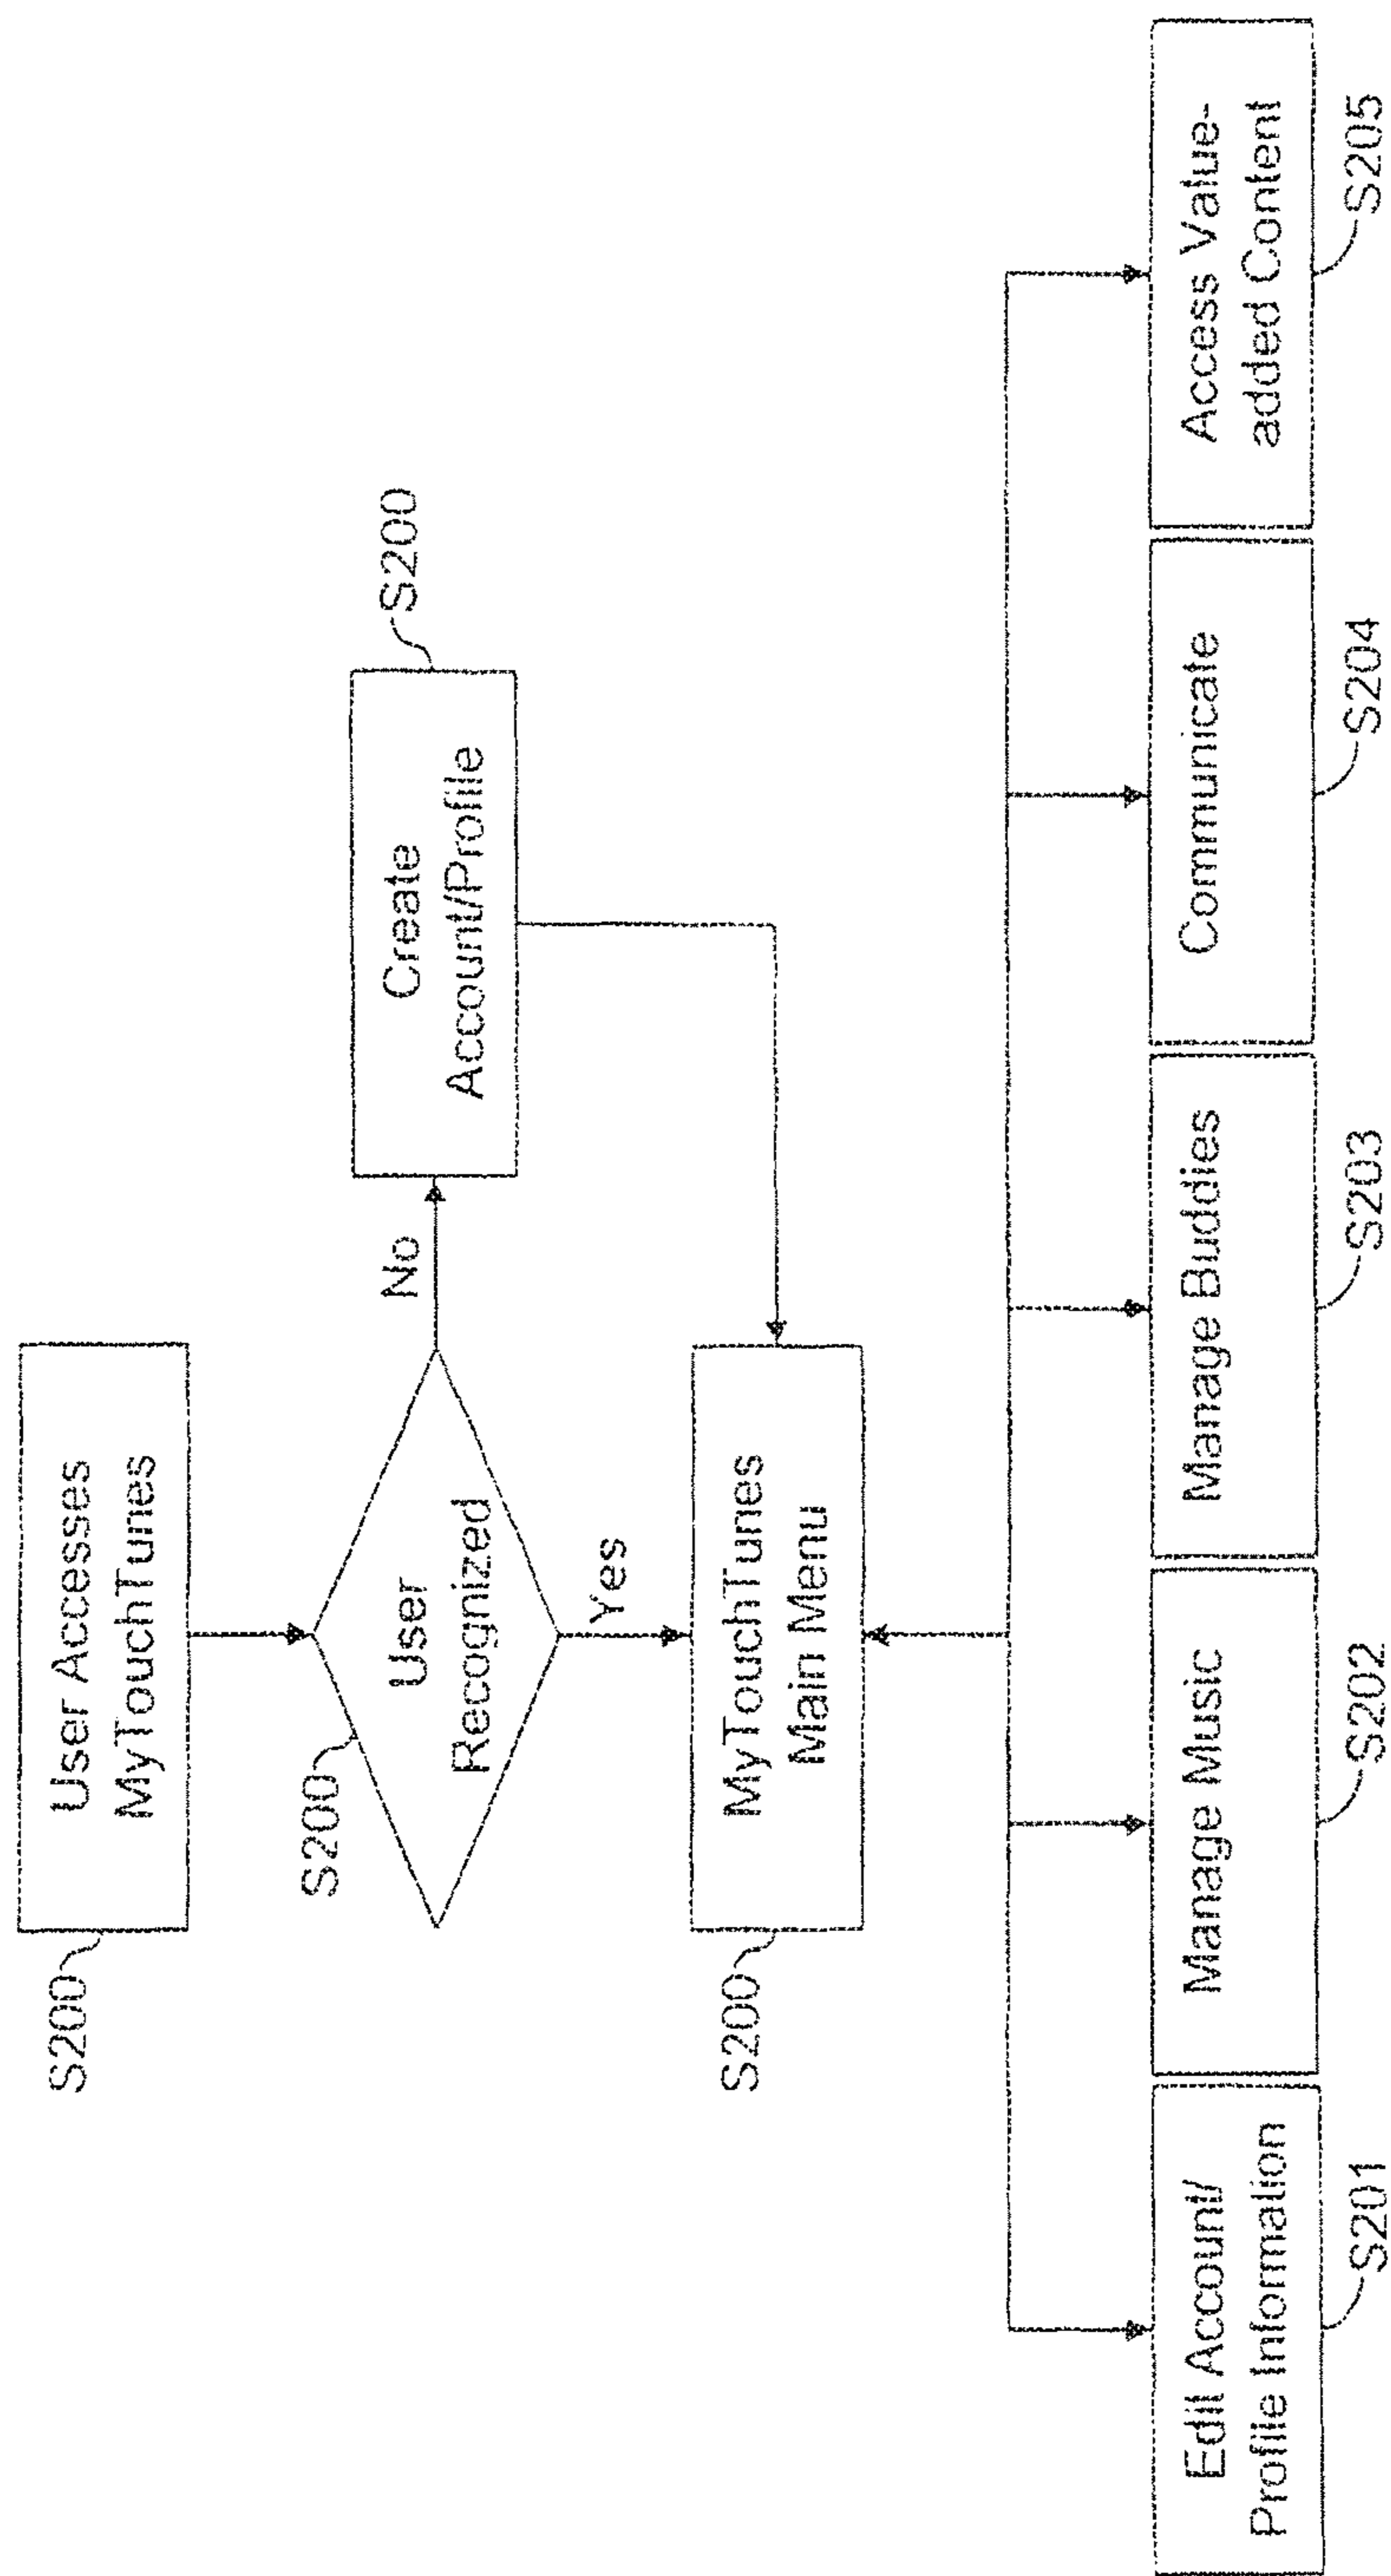 S200
User Accesses
MyTouchTunes
S200
User
Recognized
No
Create
Account/Profile
S200
Yes
S200
MyTouchTunes
Main Menu
Edit Account/
Profile Information
S201
Manage Music
S202
Manage Buddies
S203
Communicate
S204
Access Value-
added Content
S205